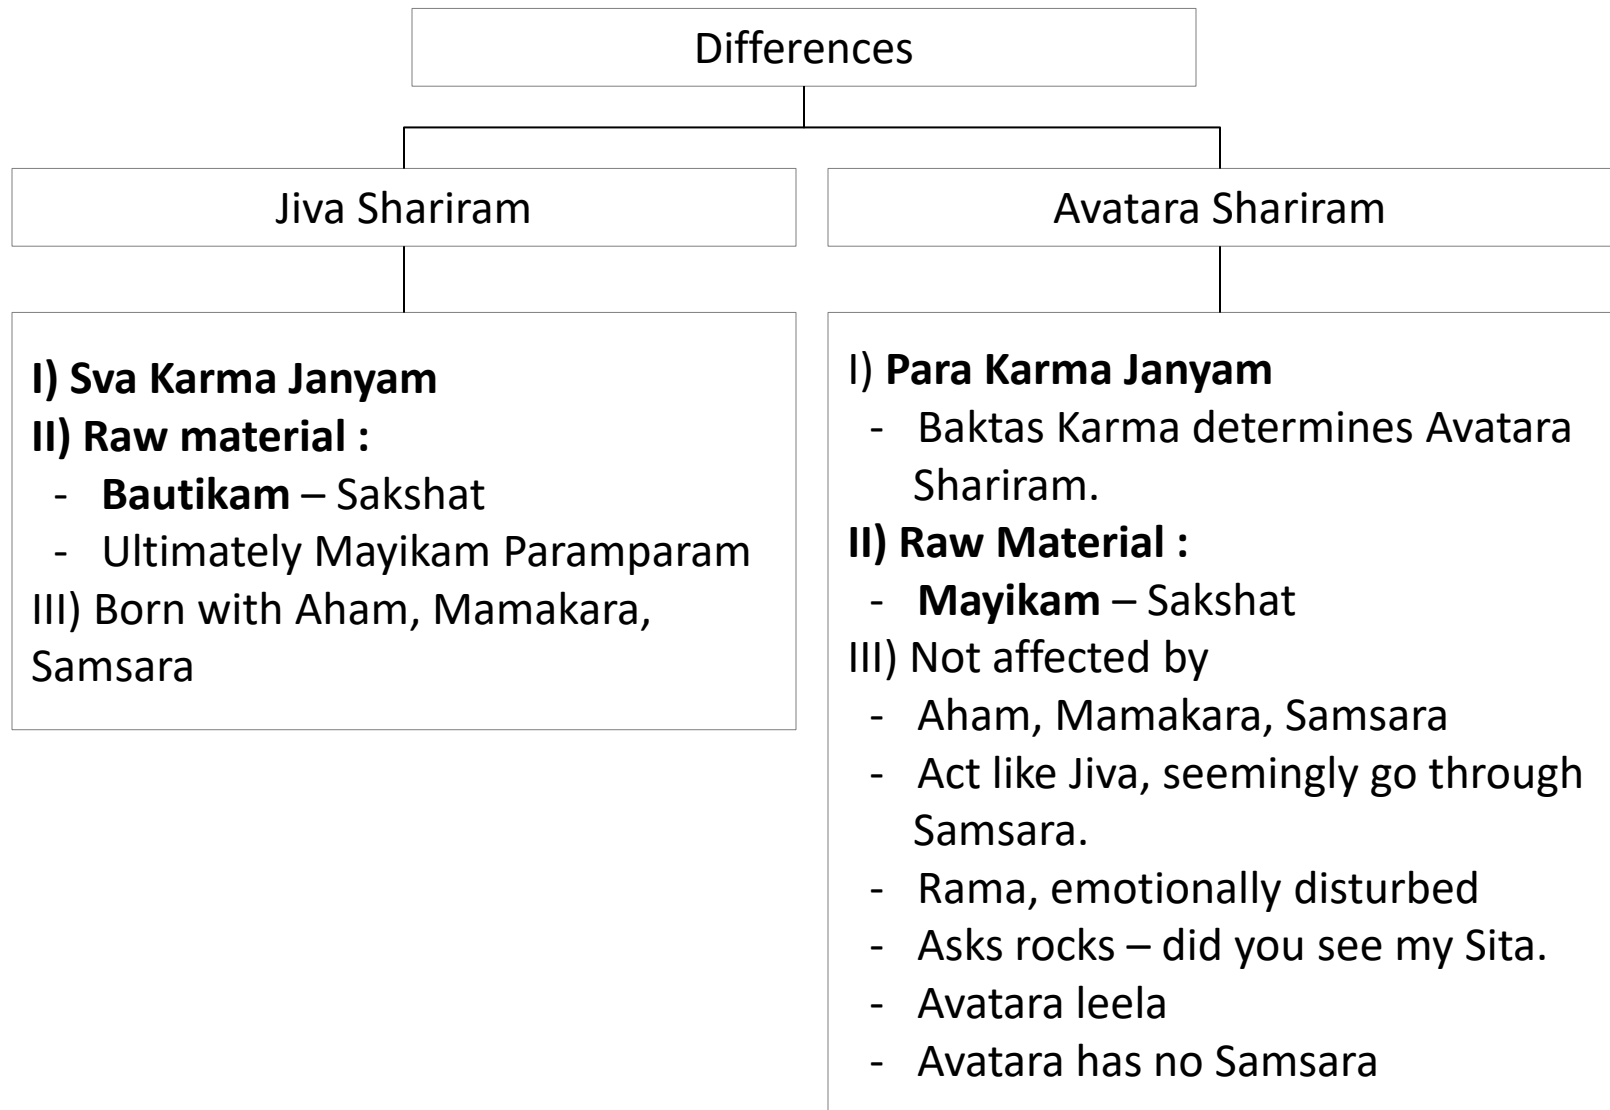 Differences
Jiva Shariram
I) Sva Karma Janyam
II) Raw material :
- Bautikam – Sakshat
- Ultimately Mayikam Paramparam
III) Born with Aham, Mamakara,
Samsara
Avatara Shariram
I) Para Karma Janyam
- Baktas Karma determines Avatara
Shariram.
II) Raw Material :
- Mayikam – Sakshat
III) Not affected by
- Aham, Mamakara, Samsara
- Act like Jiva, seemingly go through
Samsara.
- Rama, emotionally disturbed
- Asks rocks – did you see my Sita.
- Avatara leela
- Avatara has no Samsara